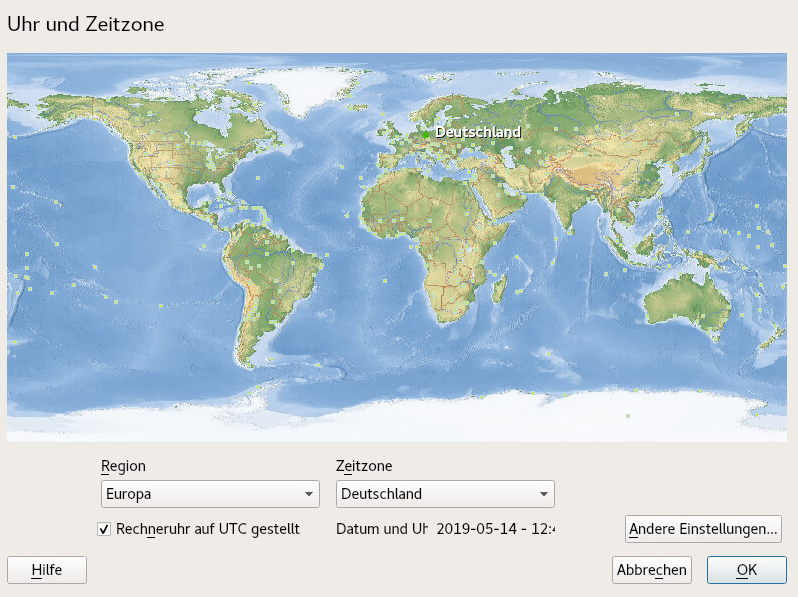 Uhr und Zeitzone
Deutschland
Region
Zeitzone
Europa
Deutschland
Rechneruhr auf UTC gestellt
Datum und Uh 2019-05-14 - 12:4
Andere Einstellungen...
Hilfe
Abbrechen
OK